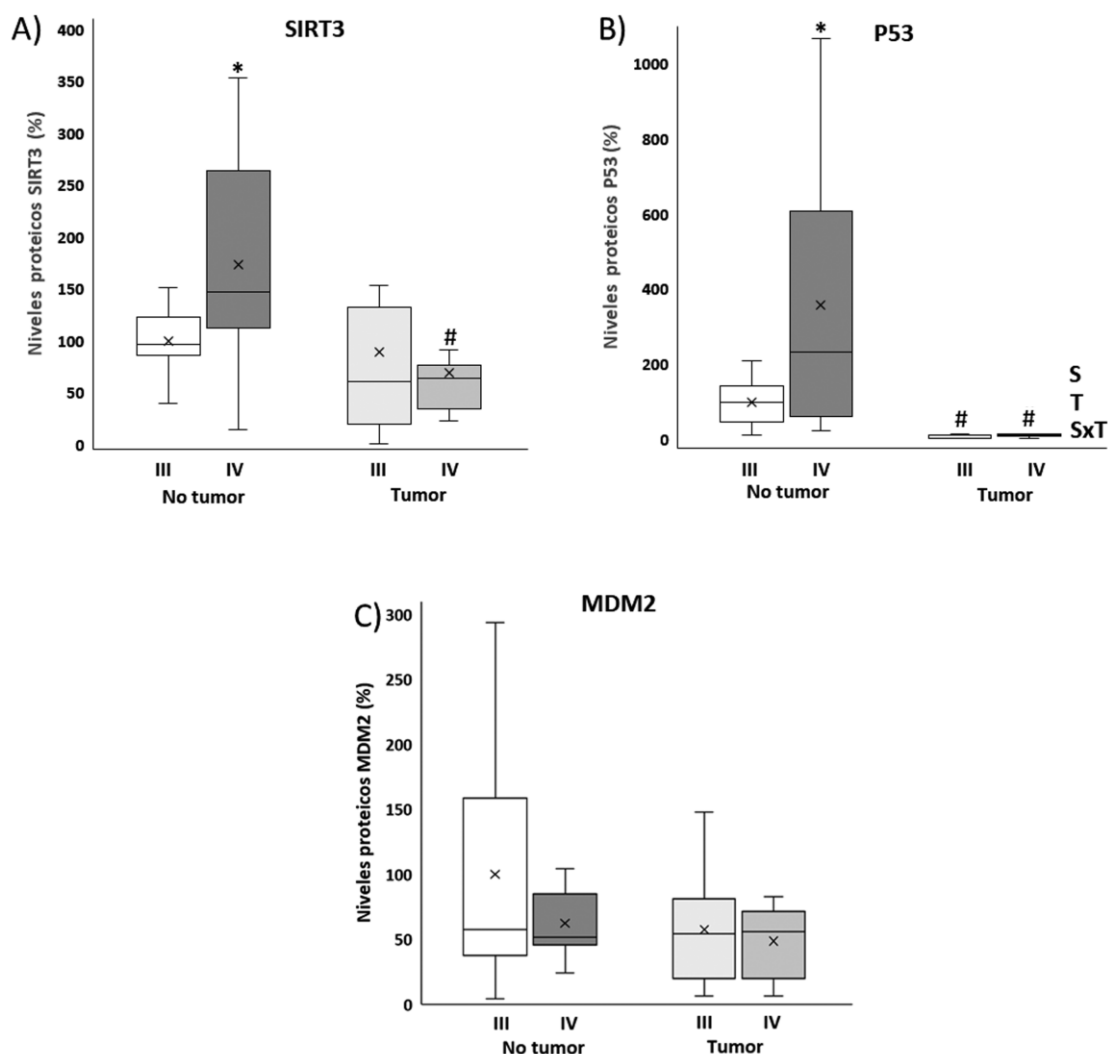 A)
SIRT3
Niveles proteicos SIRT3 (%)
400
350
300
250
200
150
100
50
0
*
#
III IV III IV
No tumor Tumor
B)
P53
Niveles proteicos P53 (%)
1000
800
600
400
200
0
*
# #
S
T
SxT
III IV III IV
No tumor Tumor
C)
MDM2
Niveles proteicos MDM2 (%)
300
250
200
150
100
50
0
III IV III IV
No tumor Tumor